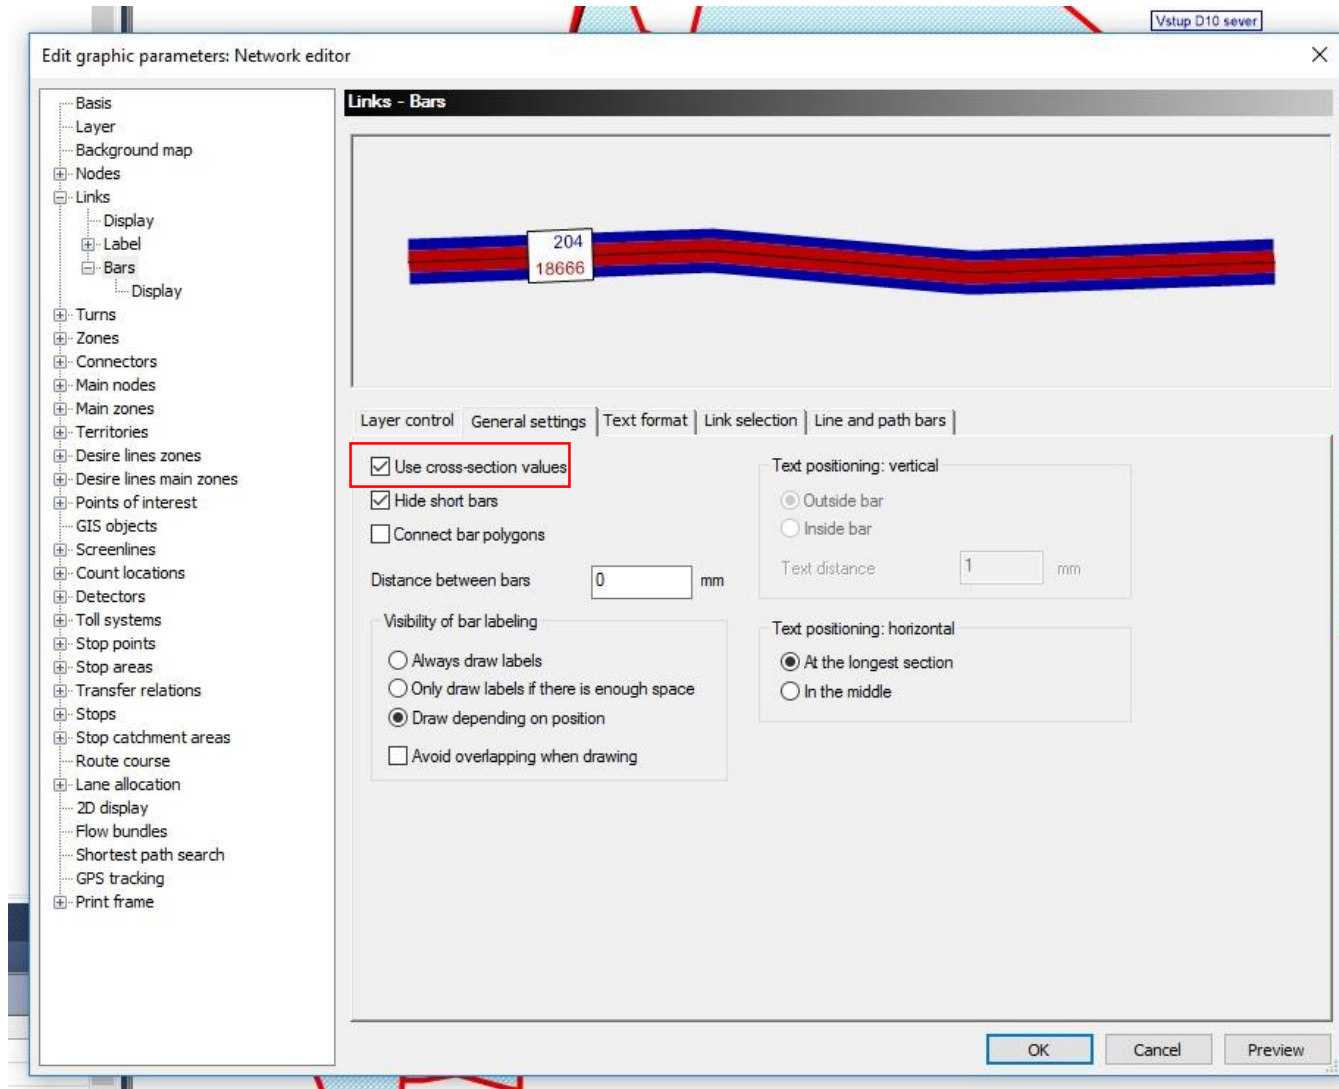 Vstup D10 sever
Edit graphic parameters: Network editor
Basis
Layer
Background map
Nodes
Links
Display
Label
Bars
Display
Turns
Zones
Connectors
Main nodes
Main zones
Territories
Desire lines zones
Desire lines main zones
Points of interest
GIS objects
Screenlines
Count locations
Detectors
Toll systems
Stop points
Stop areas
Transfer relations
Stops
Stop catchment areas
Route course
Lane allocation
2D display
Flow bundles
Shortest path search
GPS tracking
Print frame
Links - Bars
204
18666
Layer control General settings Text format Link selection Line and path bars
Use cross-section values
Hide short bars
Connect bar polygons
Distance between bars 0 mm
Visibility of bar labeling
Always draw labels
Only draw labels if there is enough space
Draw depending on position
Avoid overlapping when drawing
Text positioning: vertical
Outside bar
Inside bar
Text distance 1 mm
Text positioning: horizontal
At the longest section
In the middle
OK Cancel Preview